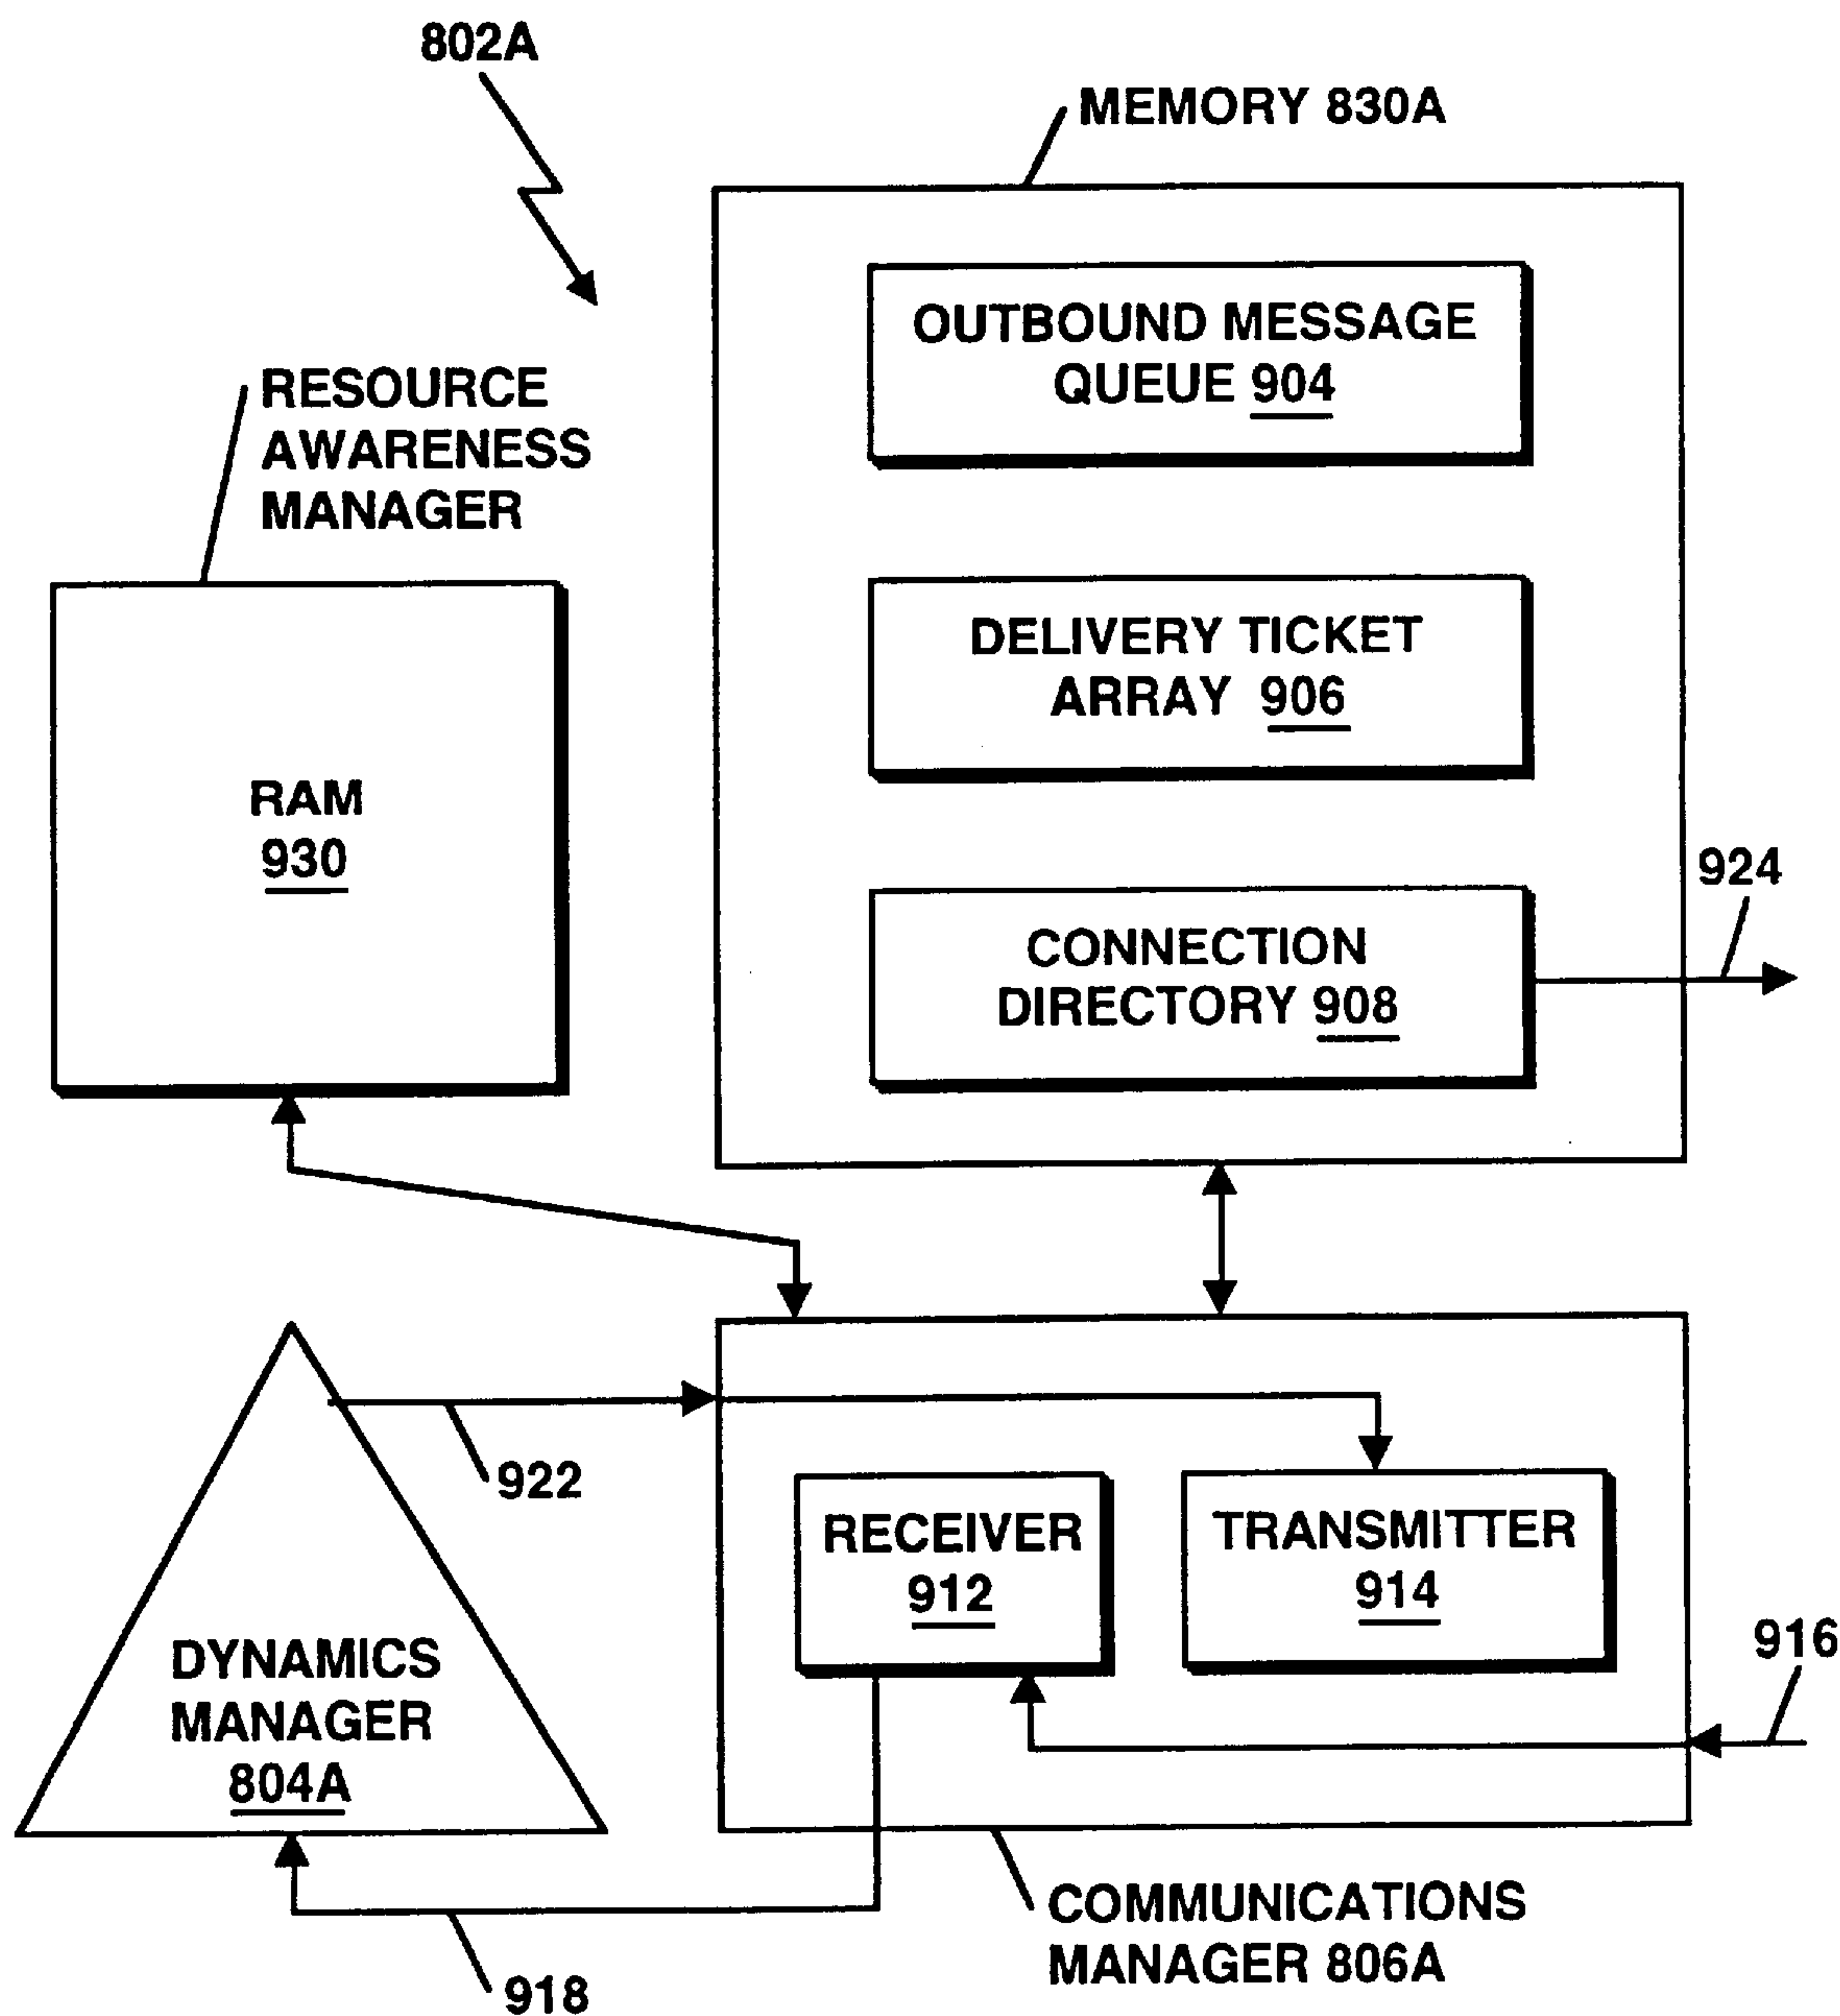 802A
MEMORY 830A
OUTBOUND MESSAGE
QUEUE 904
RESOURCE
AWARENESS
MANAGER
DELIVERY TICKET
ARRAY 906
RAM
930
924
CONNECTION
DIRECTORY 908
922
RECEIVER
912
TRANSMITTER
914
916
DYNAMICS
MANAGER
804A
COMMUNICATIONS
MANAGER 806A
918